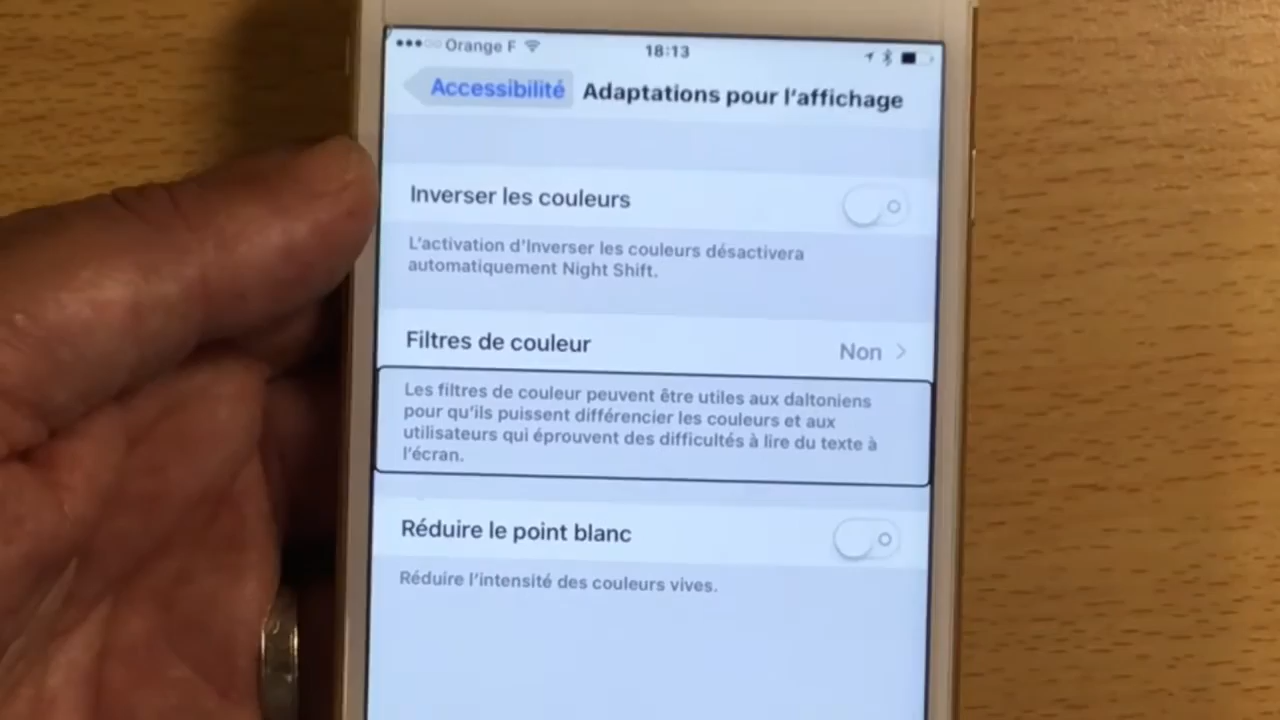 Orange F 18:13
Accessibilité Adaptations pour l'affichage
Inverser les couleurs
L'activation d'Inverser les couleurs désactivera
automatiquement Night Shift.
Filtres de couleur Non
Les filtres de couleur peuvent être utiles aux daltoniens
pour qu'ils puissent différencier les couleurs et aux
utilisateurs qui éprouvent des difficultés à lire du texte à
l'écran.
Réduire le point blanc
Réduire l'intensité des couleurs vives.